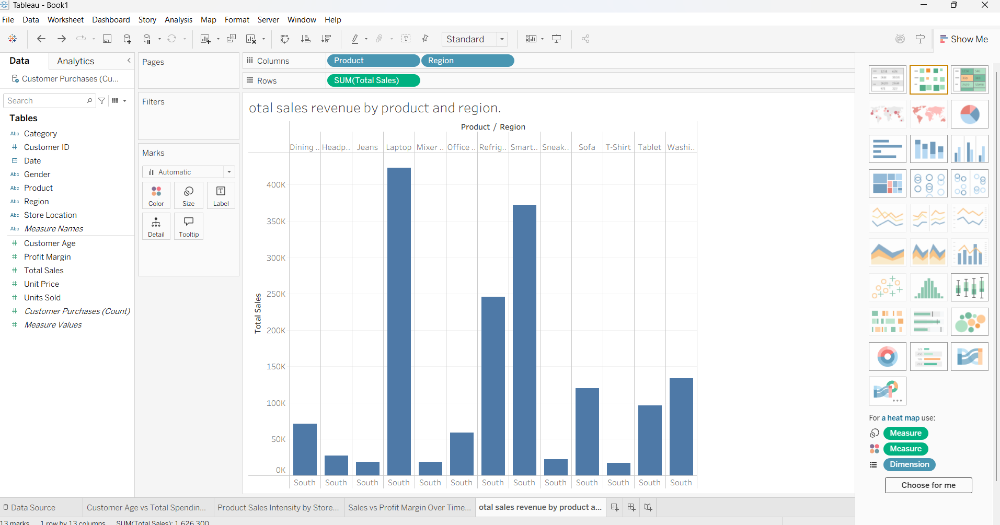 Tableau - Book1
File Data Worksheet Dashboard Story Analysis Map Format Server Window Help
Standard
Show Me
Data Analytics
Customer Purchases (Cu...
Search
Tables
Abc Category
# Customer ID
Date
Abc Gender
Abc Product
Abc Region
Abc Store Location
Abc Measure Names
# Customer Age
# Profit Margin
# Total Sales
# Unit Price
# Units Sold
# Customer Purchases (Count)
# Measure Values
Pages
Filters
Marks
Automatic
Color Size Label
Detail Tooltip
Columns Product Region
Rows SUM(Total Sales)
otal sales revenue by product and region.
Product / Region
Dining .. Headp.. Jeans Laptop Mixer .. Office .. Refrig.. Smart.. Sneak.. Sofa T-Shirt Tablet Washi..
Total Sales
400K
350K
300K
250K
200K
150K
100K
50K
0K
South South South South South South South South South South South South South
For a heat map use:
Measure
Measure
Dimension
Choose for me
Data Source
Customer Age vs Total Spendin...
Product Sales Intensity by Store...
Sales vs Profit Margin Over Time...
otal sales revenue by product a...
13 marks 1 row by 13 columns SUM(Total Sales): 1,626,300